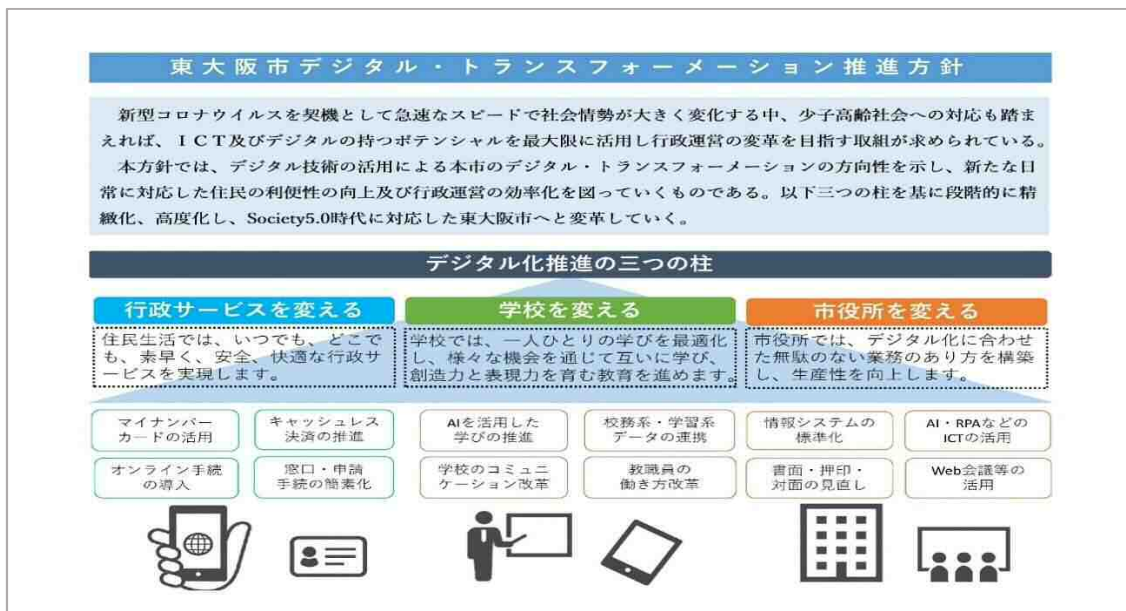 東大阪市デジタル・トランスフォーメーション推進方針
新型コロナウイルスを契機として急速なスピードで社会情勢が大きく変化する中、少子高齢社会への対応も踏ま
えれば、ICT及びデジタルの持つポテンシャルを最大限に活用し行政運営の変革を目指す取組が求められている。
本方針では、デジタル技術の活用による本市のデジタル・トランスフォーメーションの方向性を示し、新たな日
常に対応した住民の利便性の向上及び行政運営の効率化を図っていくものである。以下三つの柱を基に段階的に精
緻化、高度化し、Society5.0時代に対応した東大阪市へと変革していく。
デジタル化推進の三つの柱
行政サービスを変える
住民生活では、いつでも、どこで
も、素早く、安全、快適な行政サ
ービスを実現します。
マイナンバー
カードの活用
キャッシュレス
決済の推進
オンライン手続
の導入
窓口・申請
手続の簡素化
学校を変える
学校では、一人ひとりの学びを最適化
し、様々な機会を通じて互いに学び、
創造力と表現力を育む教育を進めます。
AIを活用した
学びの推進
校務系・学習系
データの連携
学校のコミュニ
ケーション改革
教職員の
働き方改革
市役所を変える
市役所では、デジタル化に合わせ
た無駄のない業務のあり方を構築
し、生産性を向上します。
情報システムの
標準化
AI・RPAなどの
ICTの活用
書面・押印・
対面の見直し
Web会議等の
活用